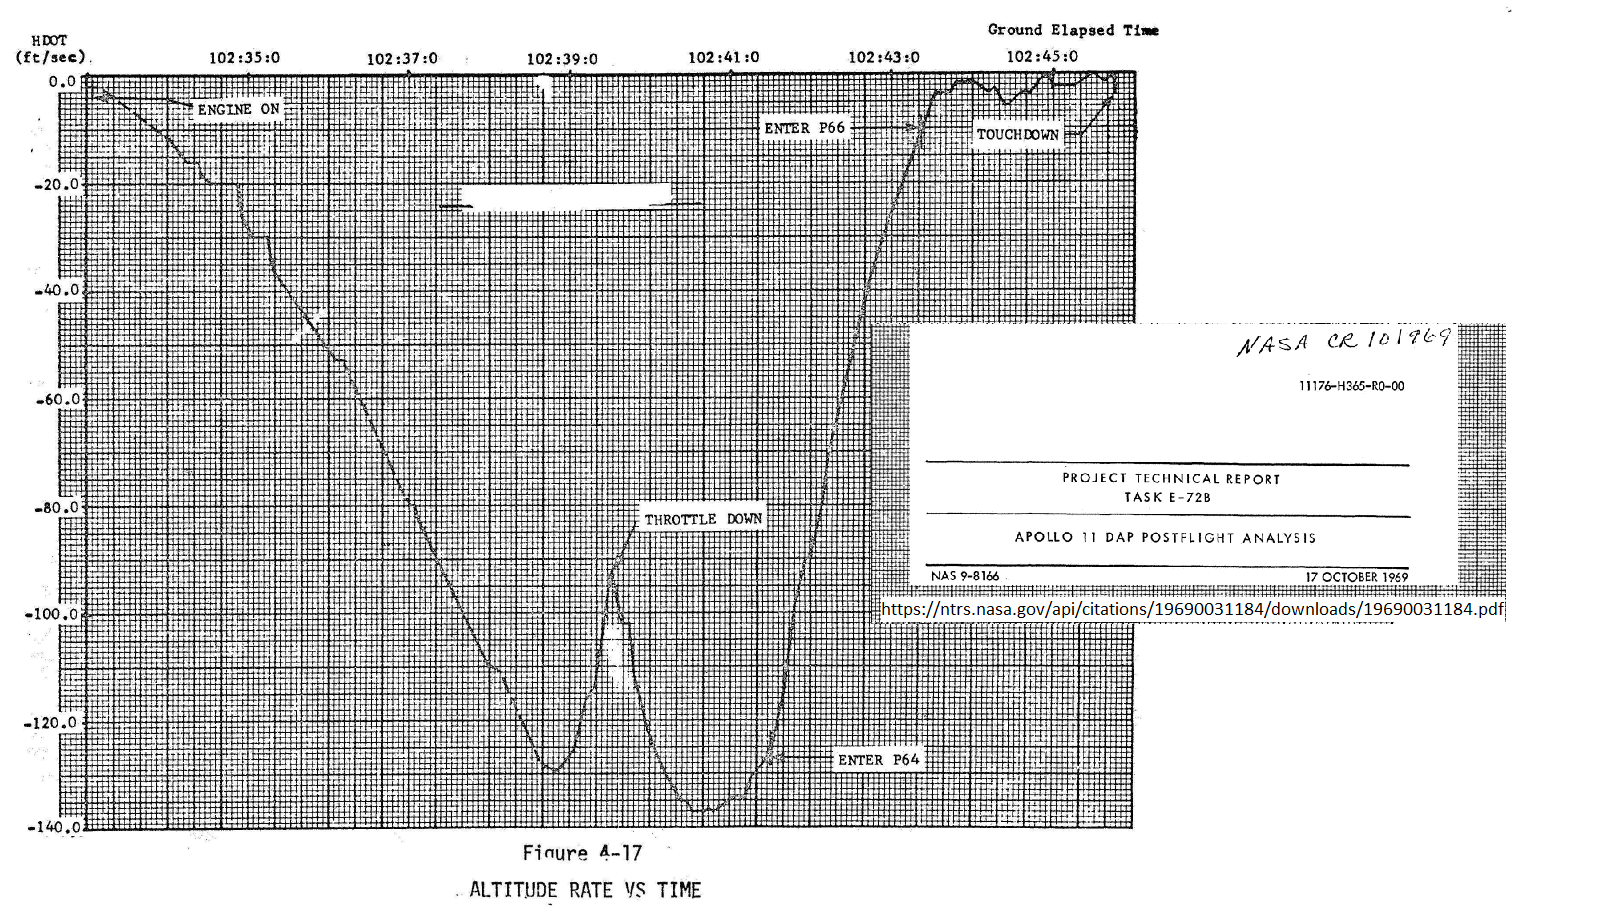 Ground Elapsed Time
HDOT
(ft/sec)
102:35:0 102:37:0 102:39:0 102:41:0 102:43:0 102:45:0
0.0
ENGINE ON
ENTER P66
TOUCHDOWN
-20.0
-40.0
-60.0
-80.0
THROTTLE DOWN
-100.0
-120.0
ENTER P64
-140.0
Figure 4-17
ALTITUDE RATE VS TIME
NASA CR 101969
11176-H365-R0-00
PROJECT TECHNICAL REPORT
TASK E-72B
APOLLO 11 DAP POSTFLIGHT ANALYSIS
NAS 9-8166 17 OCTOBER 1969
https://ntrs.nasa.gov/api/citations/19690031184/downloads/19690031184.pdf